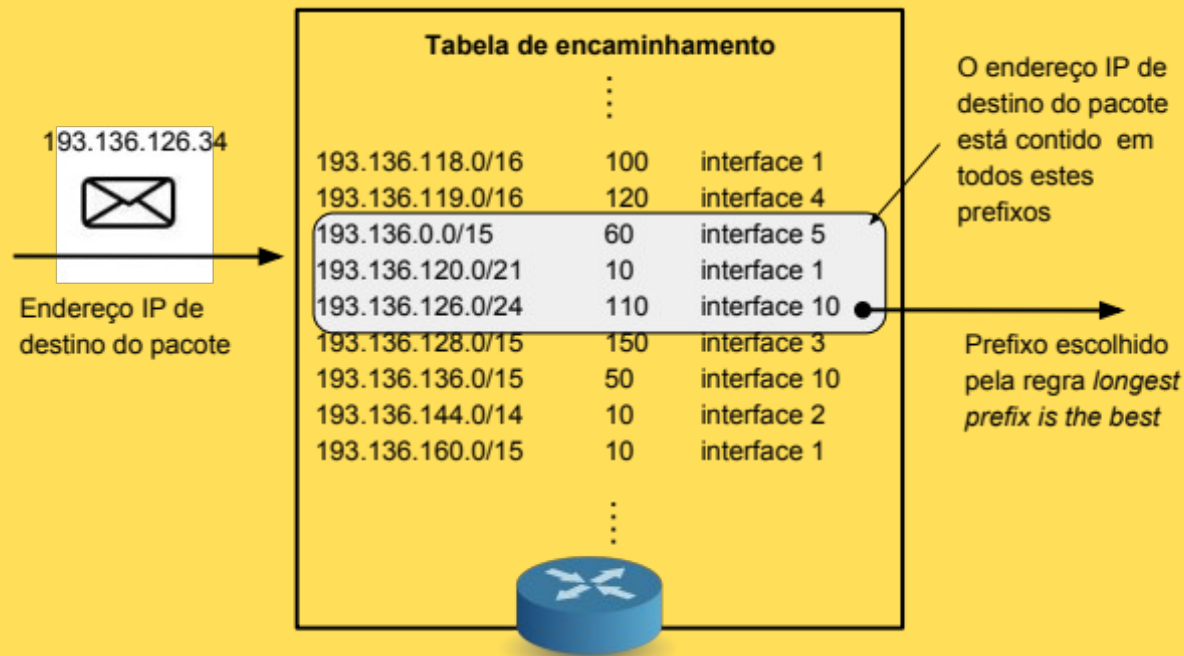 Tabela de encaminhamento
193.136.126.34
Endereço IP de
destino do pacote
193.136.118.0/16 100 interface 1
193.136.119.0/16 120 interface 4
193.136.0.0/15 60 interface 5
193.136.120.0/21 10 interface 1
193.136.126.0/24 110 interface 10
193.136.128.0/15 150 interface 3
193.136.136.0/15 50 interface 10
193.136.144.0/14 10 interface 2
193.136.160.0/15 10 interface 1
O endereço IP de
destino do pacote
está contido em
todos estes
prefixos
Prefixo escolhido
pela regra longest
prefix is the best